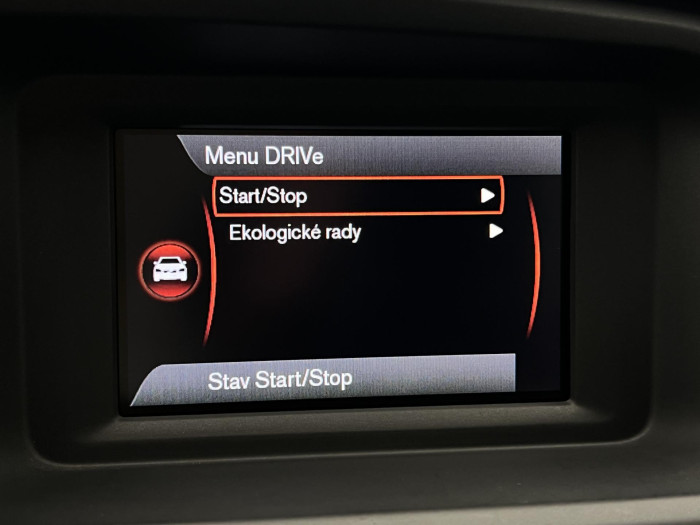 Menu DRIVe
Start/Stop
Ekologické rady
Stav Start/Stop